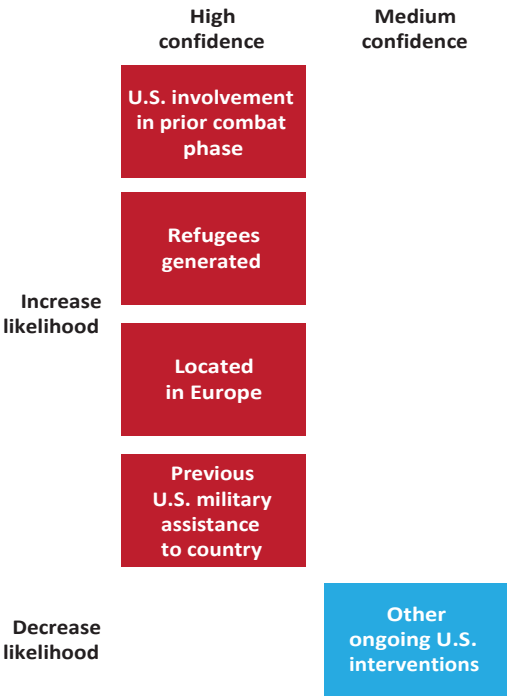 High
confidence
Medium
confidence
U.S. involvement
in prior combat
phase
Refugees
generated
Increase
likelihood
Located
in Europe
Previous
U.S. military
assistance
to country
Decrease
likelihood
Other
ongoing U.S.
interventions